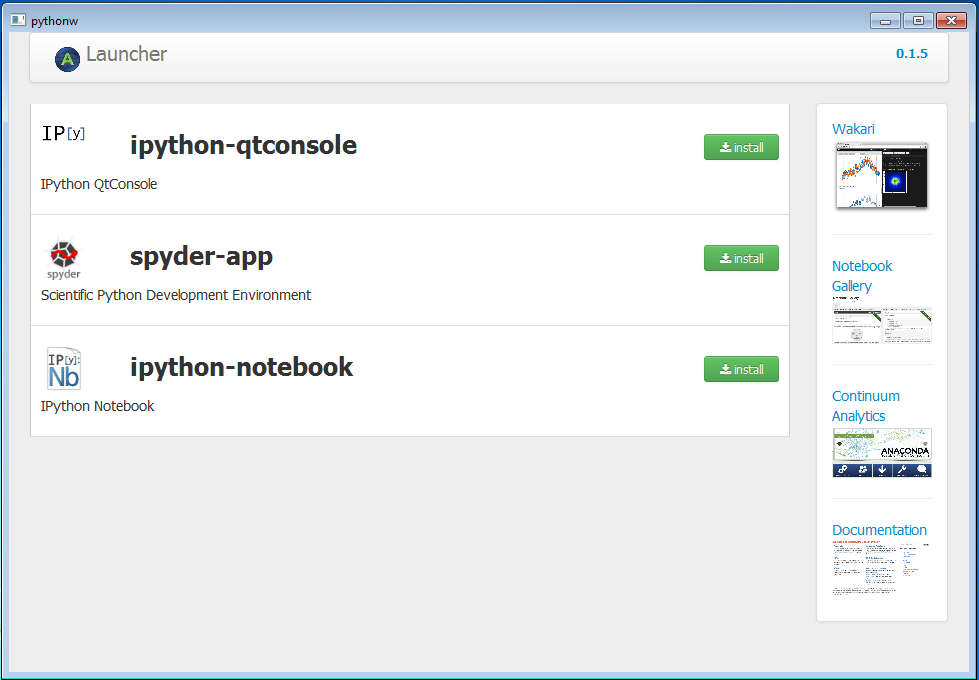 pythonw
A Launcher
0.1.5
IP[y]
ipython-qtconsole
install
IPython QtConsole
spyder
spyder-app
install
Scientific Python Development Environment
IP[y]:
Nb
ipython-notebook
install
IPython Notebook
Wakari
Notebook
Gallery
Continuum
Analytics
ANACONDA
Documentation